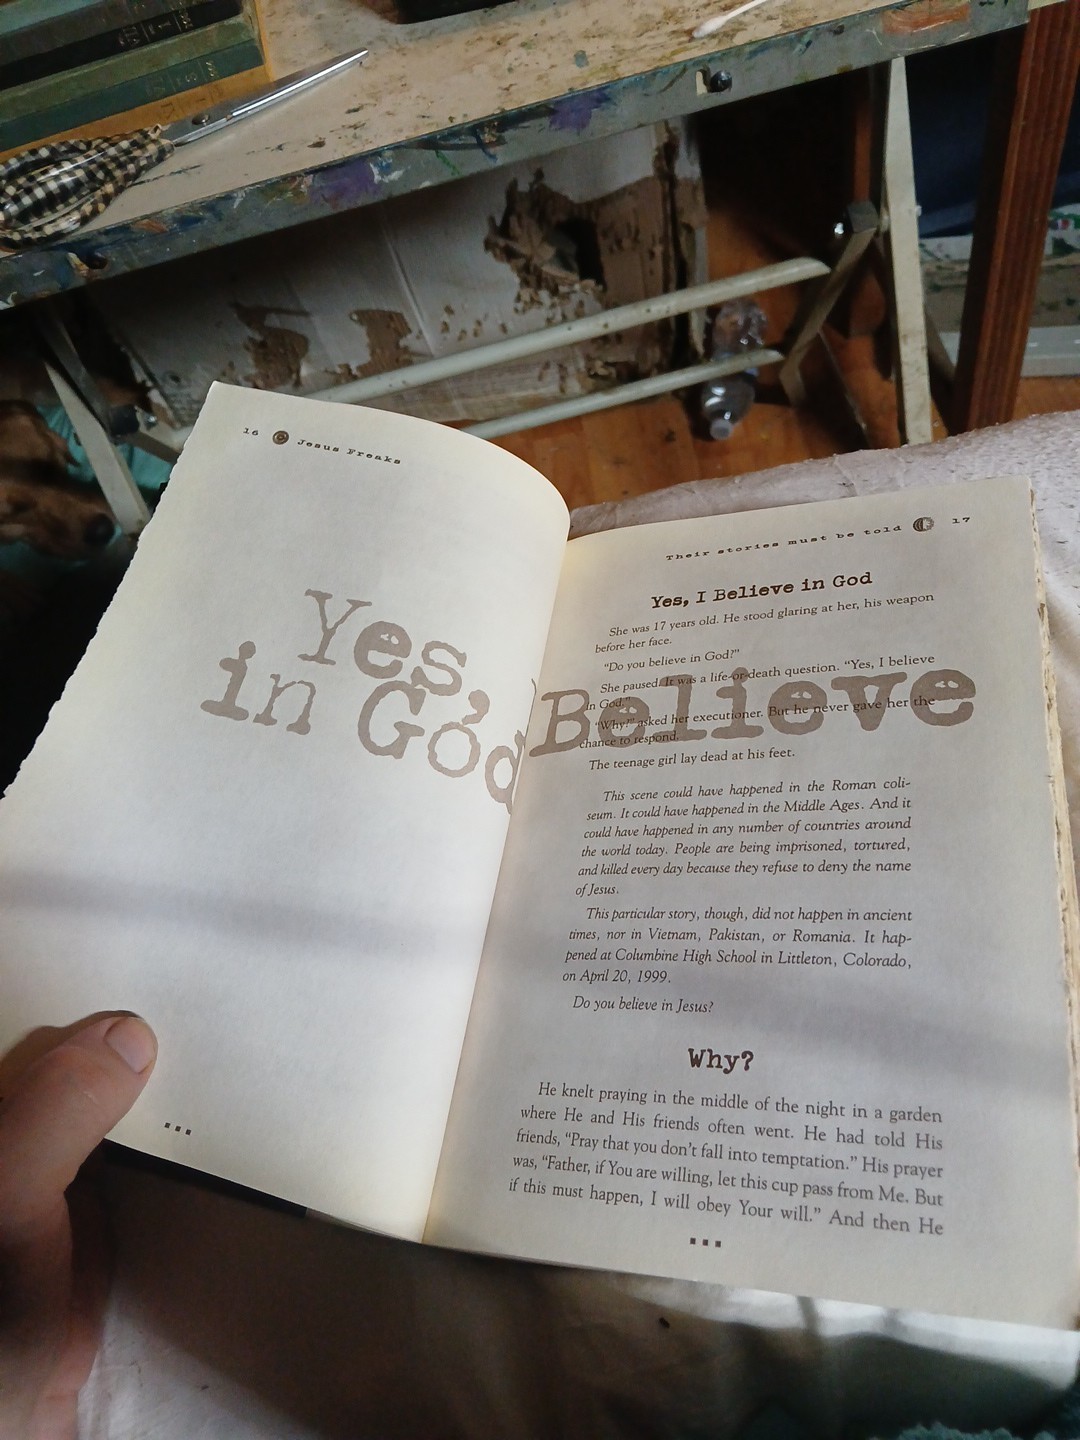 16 Jesus Freaks
Yes, I
in God
Believe
Their stories must be told 17
Yes, I Believe in God
She was 17 years old. He stood glaring at her, his weapon
before her face.
“Do you believe in God?”
She paused. It was a life-or-death question. “Yes, I believe
in God.”
“Why?” asked her executioner. But he never gave her the
chance to respond.
The teenage girl lay dead at his feet.
This scene could have happened in the Roman coli-
seum. It could have happened in the Middle Ages. And it
could have happened in any number of countries around
the world today. People are being imprisoned, tortured,
and killed every day because they refuse to deny the name
of Jesus.
This particular story, though, did not happen in ancient
times, nor in Vietnam, Pakistan, or Romania. It hap-
pened at Columbine High School in Littleton, Colorado,
on April 20, 1999.
Do you believe in Jesus?
Why?
He knelt praying in the middle of the night in a garden
where He and His friends often went. He had told His
friends, “Pray that you don’t fall into temptation.” His prayer
was, “Father, if You are willing, let this cup pass from Me. But
if this must happen, I will obey Your will.” And then He